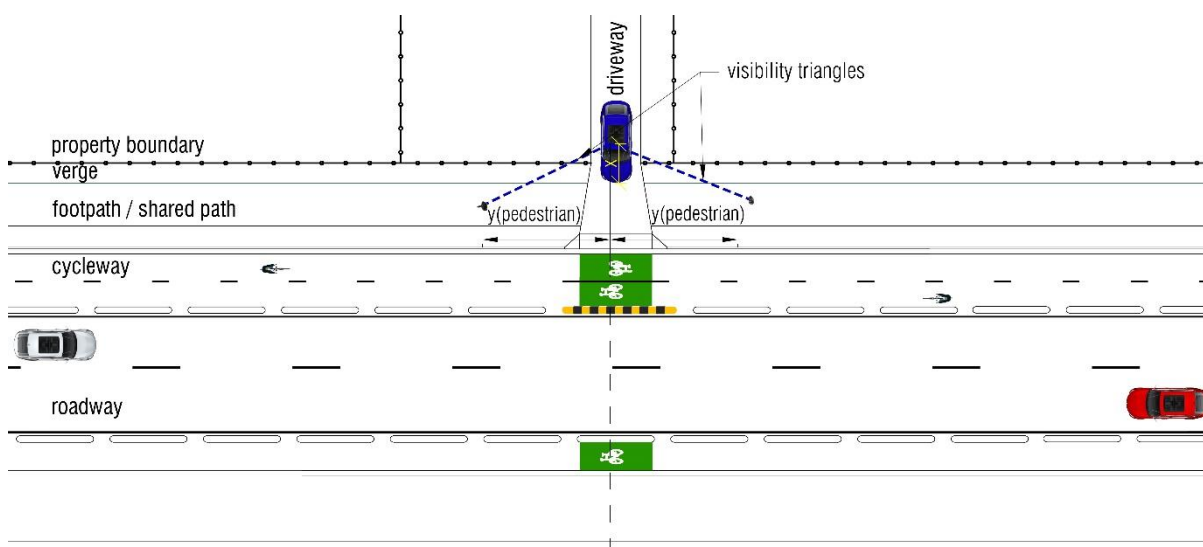 driveway
visibility triangles
property boundary
verge
footpath / shared path
y(pedestrian)
y(pedestrian)
cycleway
roadway